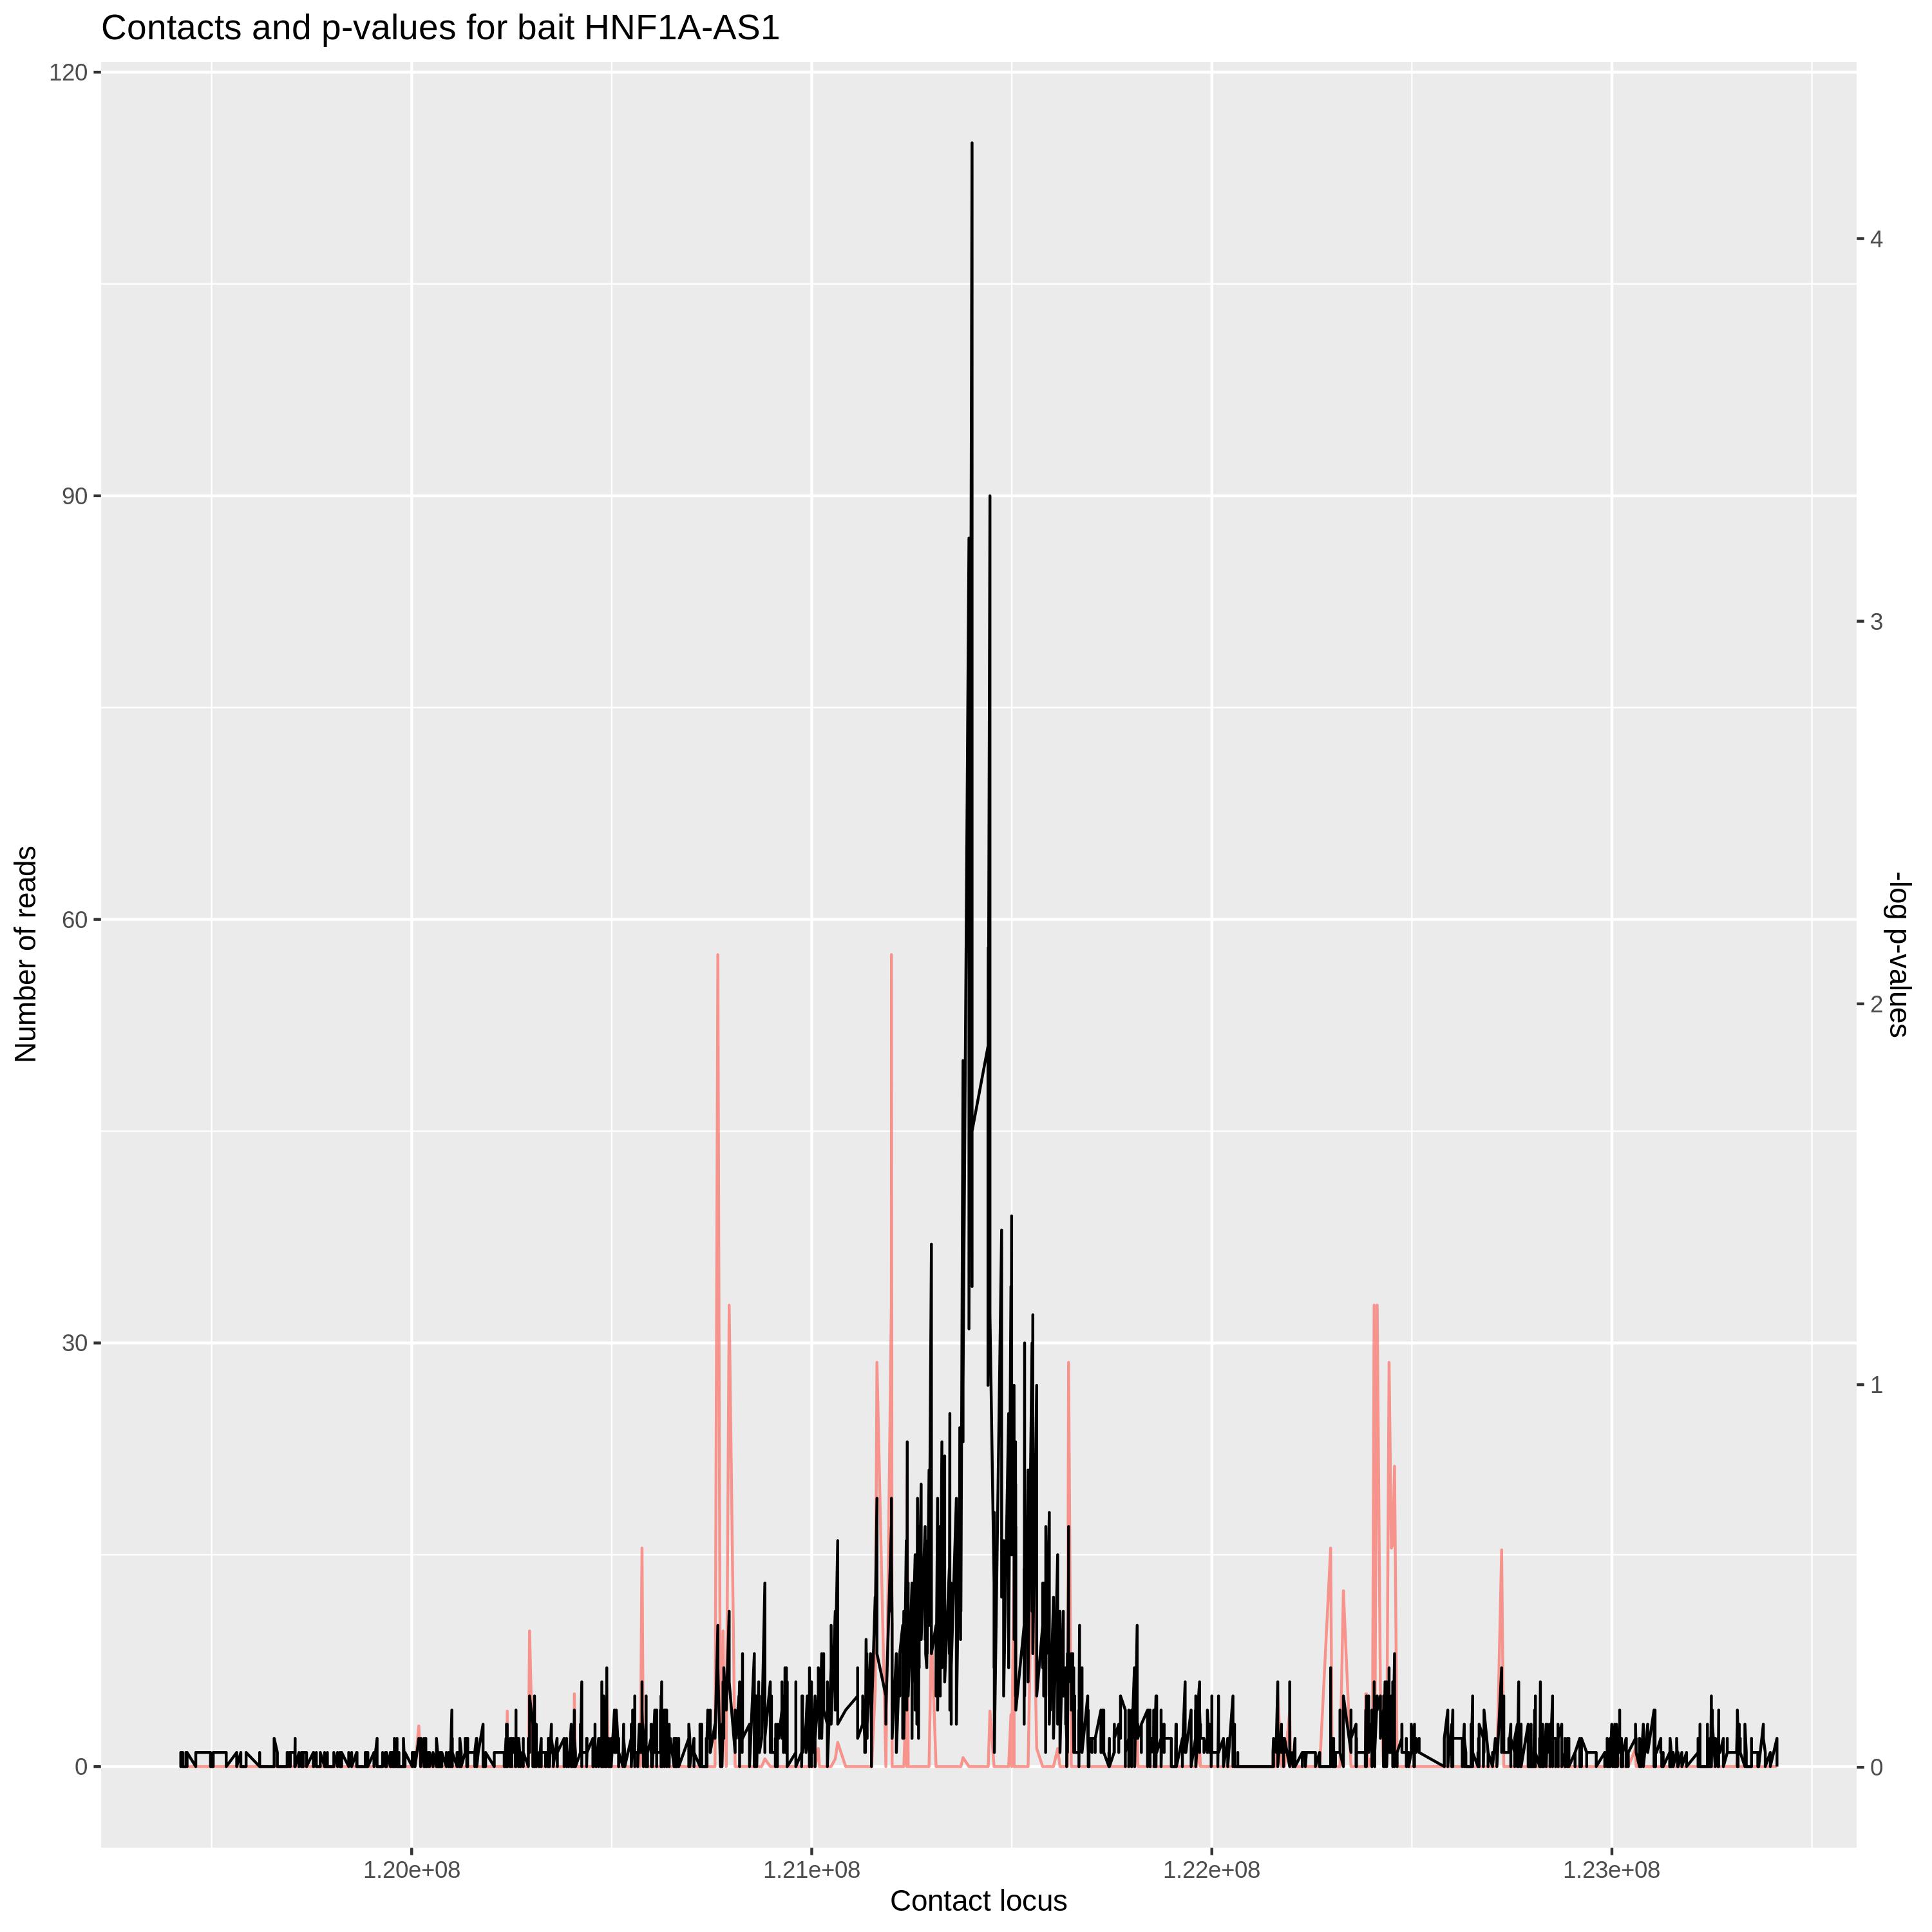 Contacts and p-values for bait HNF1A-AS1
120
90
60
30
0
Number of reads
4
3
2
1
0
-log p-values
1.20e+08 1.21e+08 1.22e+08 1.23e+08
Contact locus